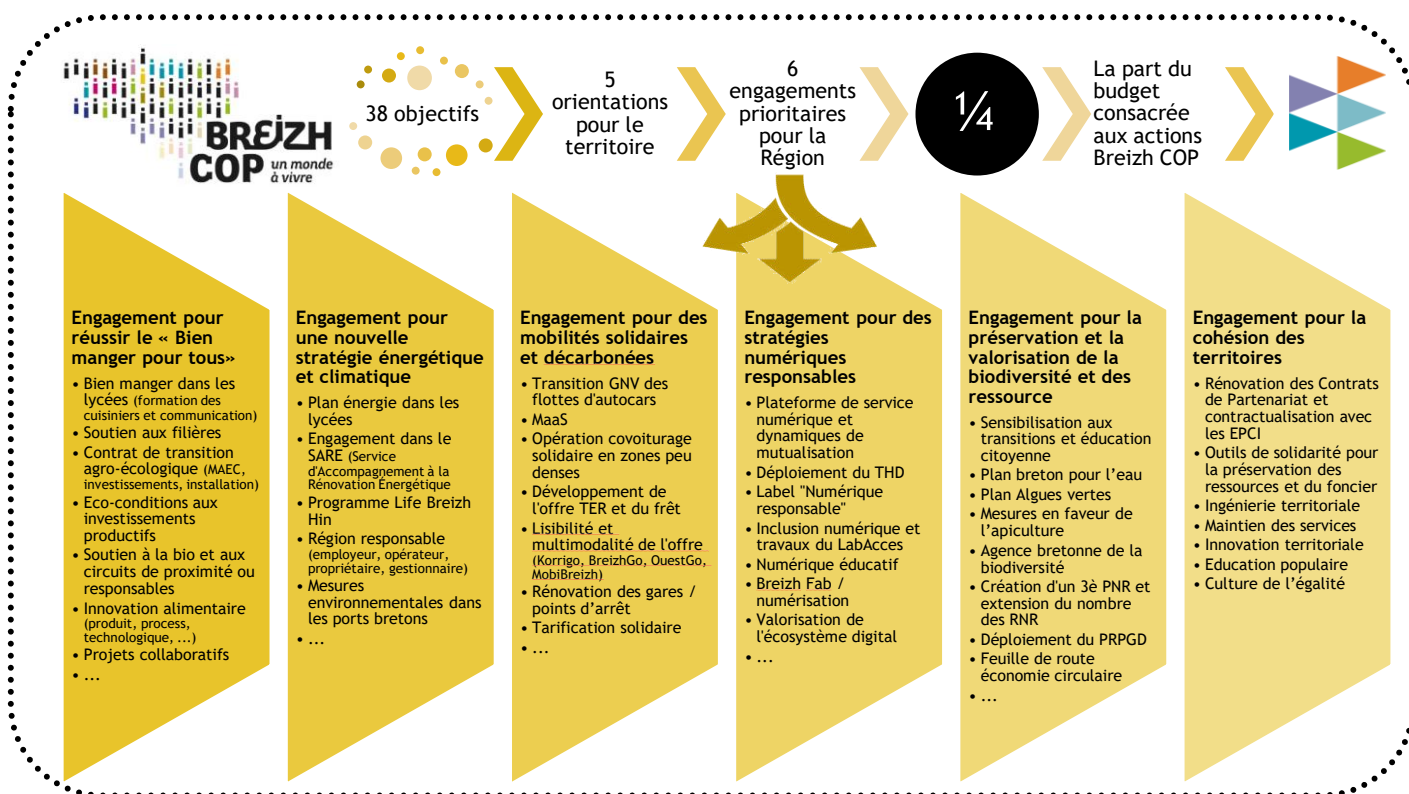 BREIZH
COP un monde
à vivre
38 objectifs
5
orientations
pour le
territoire
6
engagements
prioritaires
pour la
Région
¼
La part du
budget
consacrée
aux actions
Breizh COP
Engagement pour
réussir le « Bien
manger pour tous»
• Bien manger dans les
lycées (formation des
cuisiniers et communication)
• Soutien aux filières
• Contrat de transition
agro-écologique (MAEC,
investissements, installation)
• Eco-conditions aux
investissements
productifs
• Soutien à la bio et aux
circuits de proximité ou
responsables
• Innovation alimentaire
(produit, process,
technologique, ...)
• Projets collaboratifs
• ...
Engagement pour
une nouvelle
stratégie énergétique
et climatique
• Plan énergie dans les
lycées
• Engagement dans le
SARE (Service
d'Accompagnement à la
Rénovation Énergétique
• Programme Life Breizh
Hin
• Région responsable
(employeur, opérateur,
propriétaire, gestionnaire)
• Mesures
environnementales dans
les ports bretons
• ...
Engagement pour des
mobilités solidaires
et décarbonées
• Transition GNV des
flottes d'autocars
• MaaS
• Opération covoiturage
solidaire en zones peu
denses
• Développement de
l'offre TER et du frêt
• Lisibilité et
multimodalité de l'offre
(Korrigo, BreizhGo, OuestGo,
MobiBreizh)
• Rénovation des gares /
points d’arrêt
• Tarification solidaire
• ...
Engagement pour des
stratégies
numériques
responsables
• Plateforme de service
numérique et
dynamiques de
mutualisation
• Déploiement du THD
• Label "Numérique
responsable"
• Inclusion numérique et
travaux du LabAcces
• Numérique éducatif
• Breizh Fab /
numérisation
• Valorisation de
l'écosystème digital
• ...
Engagement pour la
préservation et la
valorisation de la
biodiversité et des
ressource
• Sensibilisation aux
transitions et éducation
citoyenne
• Plan breton pour l’eau
• Plan Algues vertes
• Mesures en faveur de
l’apiculture
• Agence bretonne de la
biodiversité
• Création d'un 3è PNR et
extension du nombre
des RNR
• Déploiement du PRPGD
• Feuille de route
économie circulaire
• ...
Engagement pour la
cohésion des
territoires
• Rénovation des Contrats
de Partenariat et
contractualisation avec
les EPCI
• Outils de solidarité pour
la préservation des
ressources et du foncier
• Ingénierie territoriale
• Maintien des services
• Innovation territoriale
• Education populaire
• Culture de l’égalité